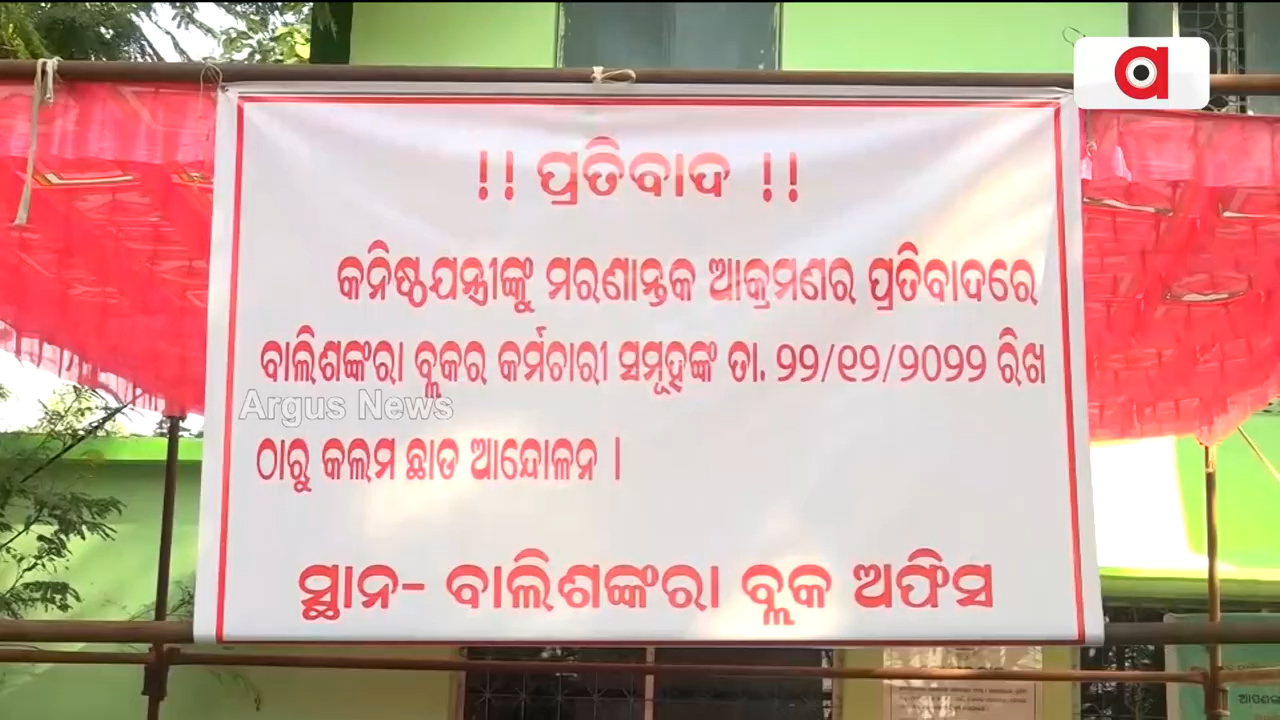 !! ପ୍ରତିବାଦ !!
କନିଷ୍ଠଯନ୍ତ୍ରୀଙ୍କୁ ମରଣାନ୍ତକ ଆକ୍ରମଣର ପ୍ରତିବାଦରେ
ବାଲିଶଙ୍କରା ବ୍ଲକର କର୍ମଚାରୀ ସମୂହଙ୍କ ତା. ୨୨/୧୨/୨୦୨୨ ରିଖ
Argus News
ଠାରୁ କଲମ ଛାଡ ଆନ୍ଦୋଳନ ।
ସ୍ଥାନ- ବାଲିଶଙ୍କରା ବ୍ଲକ ଅଫିସ